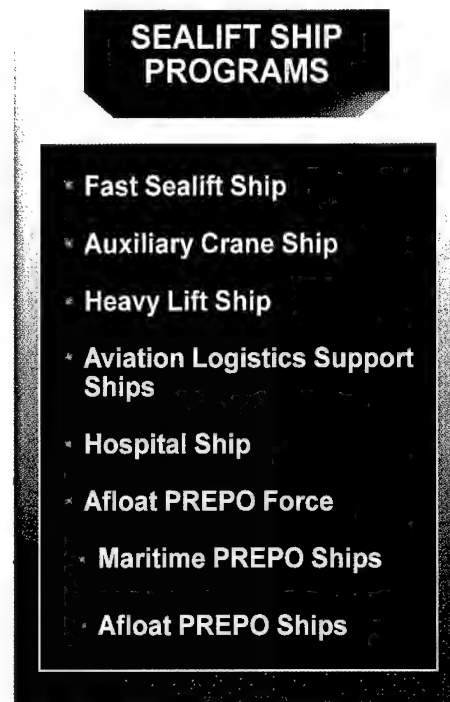 SEALIFT SHIP
PROGRAMS
* Fast Sealift Ship
* Auxiliary Crane Ship
* Heavy Lift Ship
* Aviation Logistics Support
Ships
* Hospital Ship
* Afloat PREPO Force
* Maritime PREPO Ships
* Afloat PREPO Ships